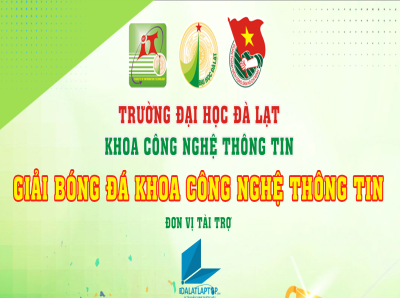 iT
TRƯỜNG ĐẠI HỌC ĐÀ LẠT
KHOA CÔNG NGHỆ THÔNG TIN
GIẢI BÓNG ĐÁ KHOA CÔNG NGHỆ THÔNG TIN
ĐƠN VỊ TÀI TRỢ